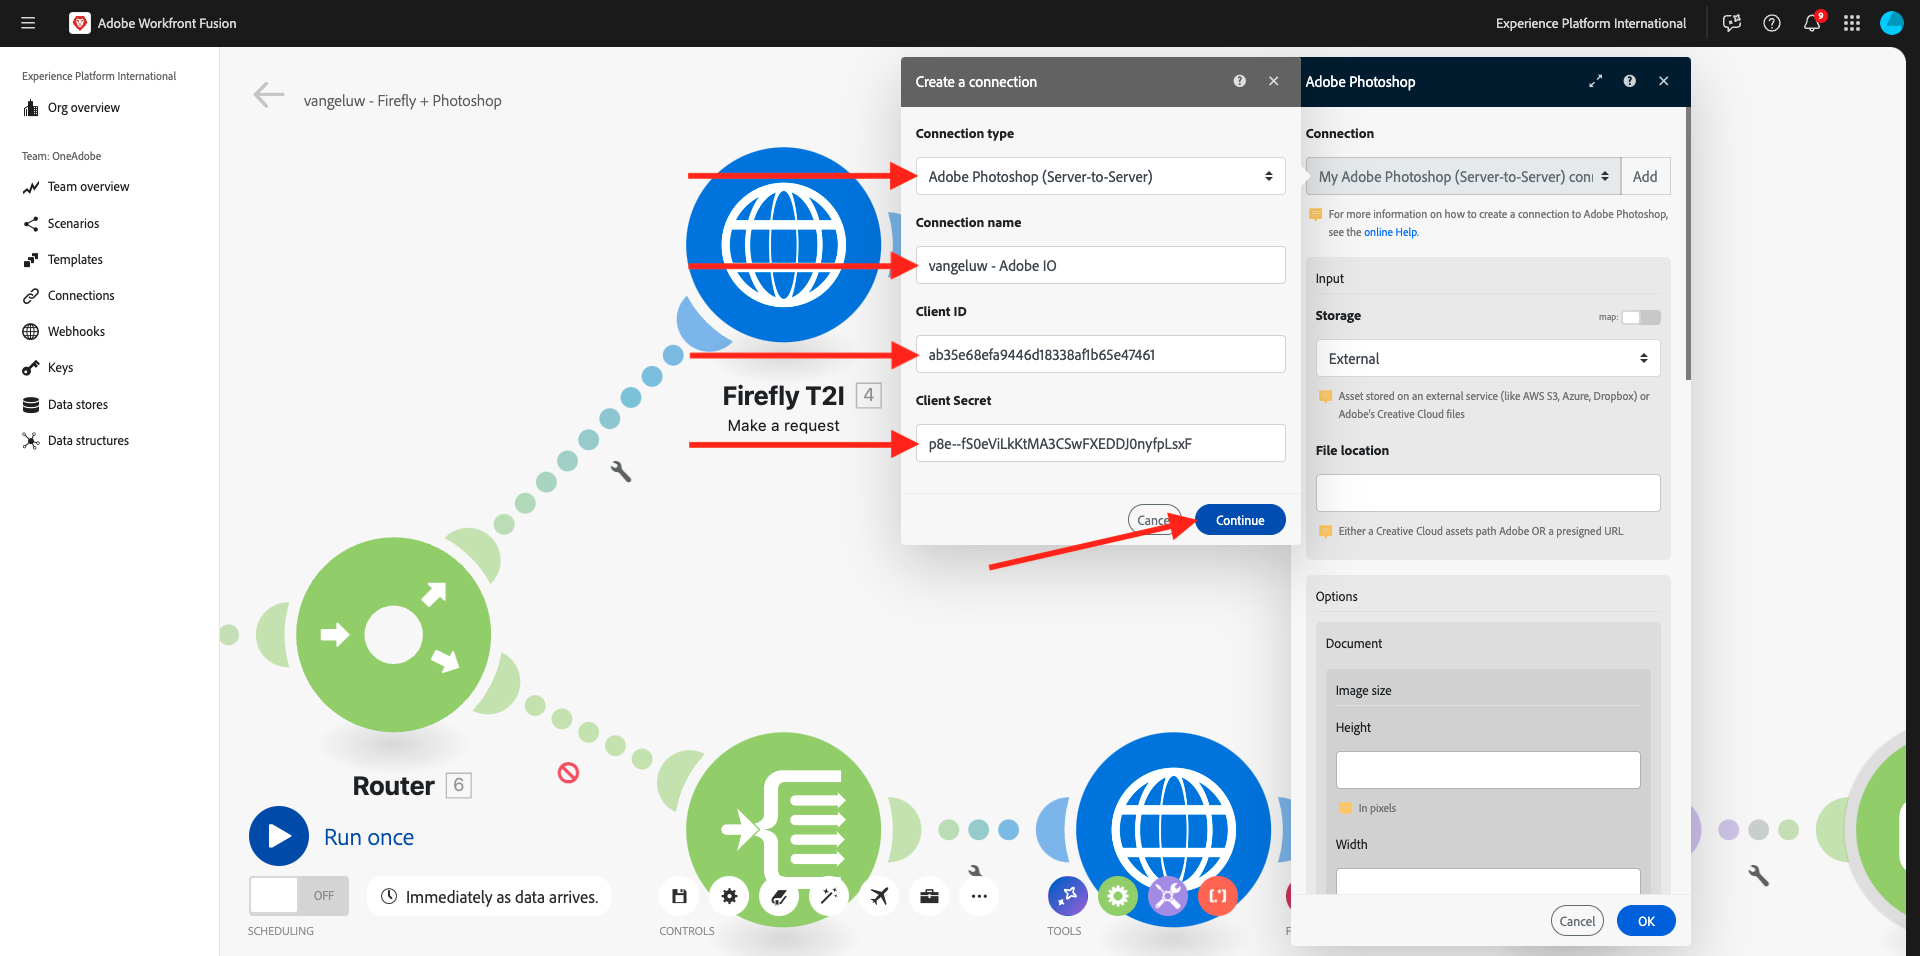 Adobe Workfront Fusion
Experience Platform International
9
Experience Platform International
Org overview
Team: OneAdobe
Team overview
Scenarios
Templates
Connections
Webhooks
Keys
Data stores
Data structures
vangeluw - Firefly + Photoshop
Firefly T2I 4
Make a request
Router 6
Run once
OFF
Immediately as data arrives.
SCHEDULING
CONTROLS
TOOLS
F
Create a connection
Connection type
Adobe Photoshop (Server-to-Server)
Connection name
vangeluw - Adobe IO
Client ID
ab35e68efa9446d18338af1b65e47461
Client Secret
p8e--fS0eViLkKtMA3CSwFXEDDJ0nyfpLsxF
Cance
Continue
Adobe Photoshop
Connection
My Adobe Photoshop (Server-to-Server) con
Add
For more information on how to create a connection to Adobe Photoshop,
see the online Help.
Input
Storage
map:
External
Asset stored on an external service (like AWS S3, Azure, Dropbox) or
Adobe's Creative Cloud files
File location
Either a Creative Cloud assets path Adobe OR a presigned URL
Options
Document
Image size
Height
In pixels
Width
Cancel
OK